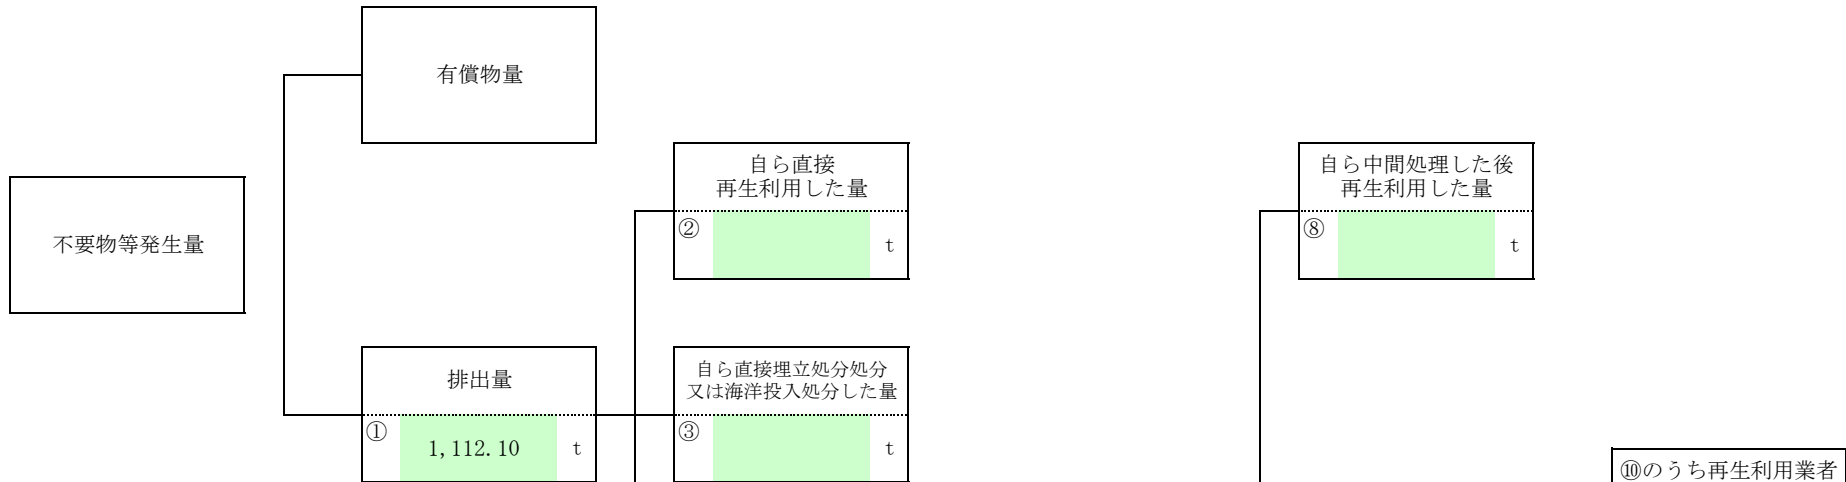 有償物量
自ら直接
再生利用した量
② t
自ら中間処理した後
再生利用した量
⑧ t
不要物等発生量
排出量
① 1,112.10 t
自ら直接埋立処分処分
又は海洋投入処分した量
③ t
⑩のうち再生利用業者